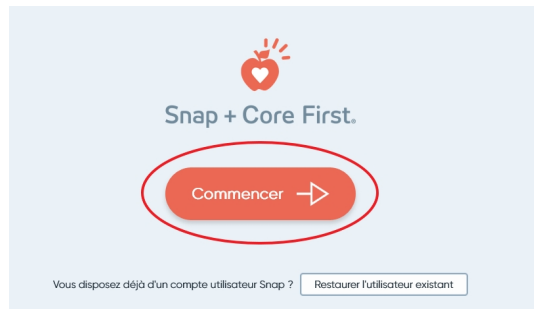 Snap + Core First®
Commencer
Vous disposez déjà d'un compte utilisateur Snap ? Restaurer l'utilisateur existant